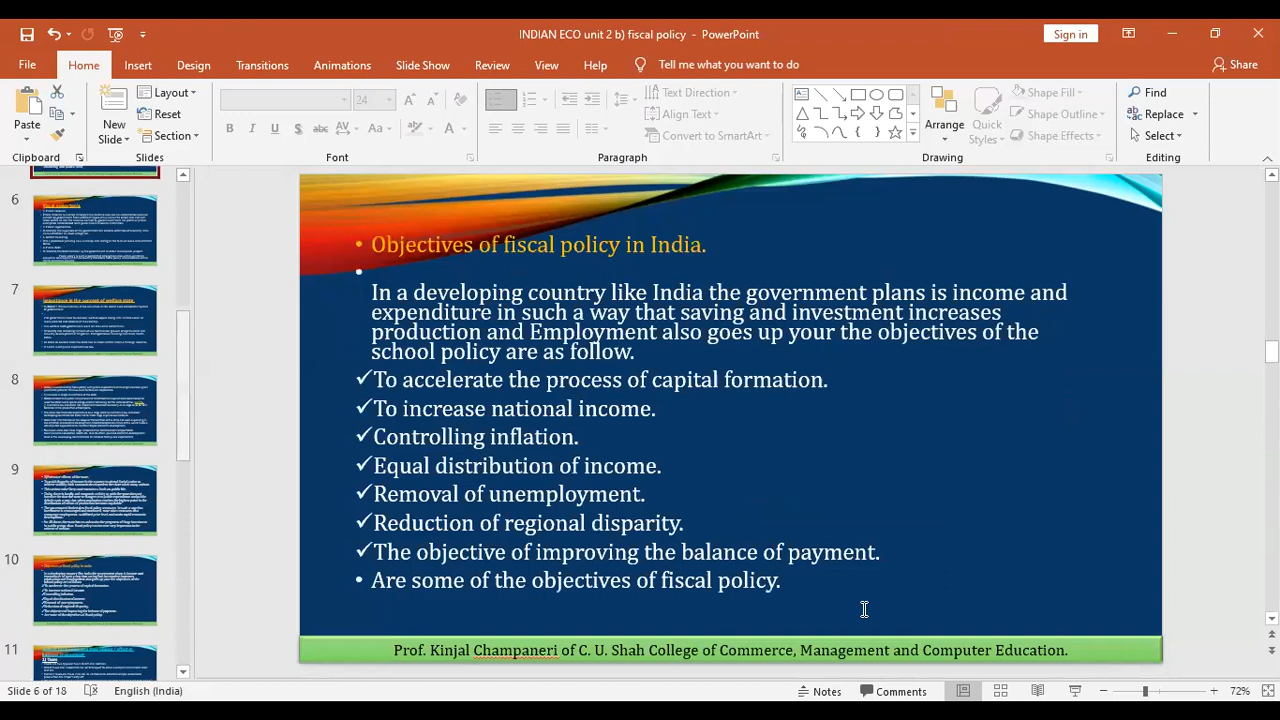 INDIAN ECO unit 2 b) fiscal policy - PowerPoint
Sign in
File Home Insert Design Transitions Animations Slide Show Review View Help Tell me what you want to do Share
Paste
New Slide
Layout
Reset
Section
24
B I U S abc AV Aa A
Text Direction
Align Text
Convert to SmartArt
Arrange
Quick Styles
Shape Fill
Shape Outline
Shape Effects
Find
Replace
Select
Clipboard Slides Font Paragraph Drawing Editing
6
7
8
9
10
11
• Objectives of fiscal policy in India.
•
In a developing country like India the government plans is income and
expenditure in such a way that savings and investment increases
production and employment also goes up The objectives of the
school policy are as follow.
✓To accelerate the process of capital formation.
✓To increase national income.
✓Controlling inflation.
✓Equal distribution of income.
✓Removal of unemployment.
✓Reduction of regional disparity.
✓The objective of improving the balance of payment.
✓Are some of the objectives of fiscal policy
Prof. Kinjal Champaneri of C. U. Shah College of Commerce, Management and Computer Education.
Slide 6 of 18 English (India) Notes Comments 72%